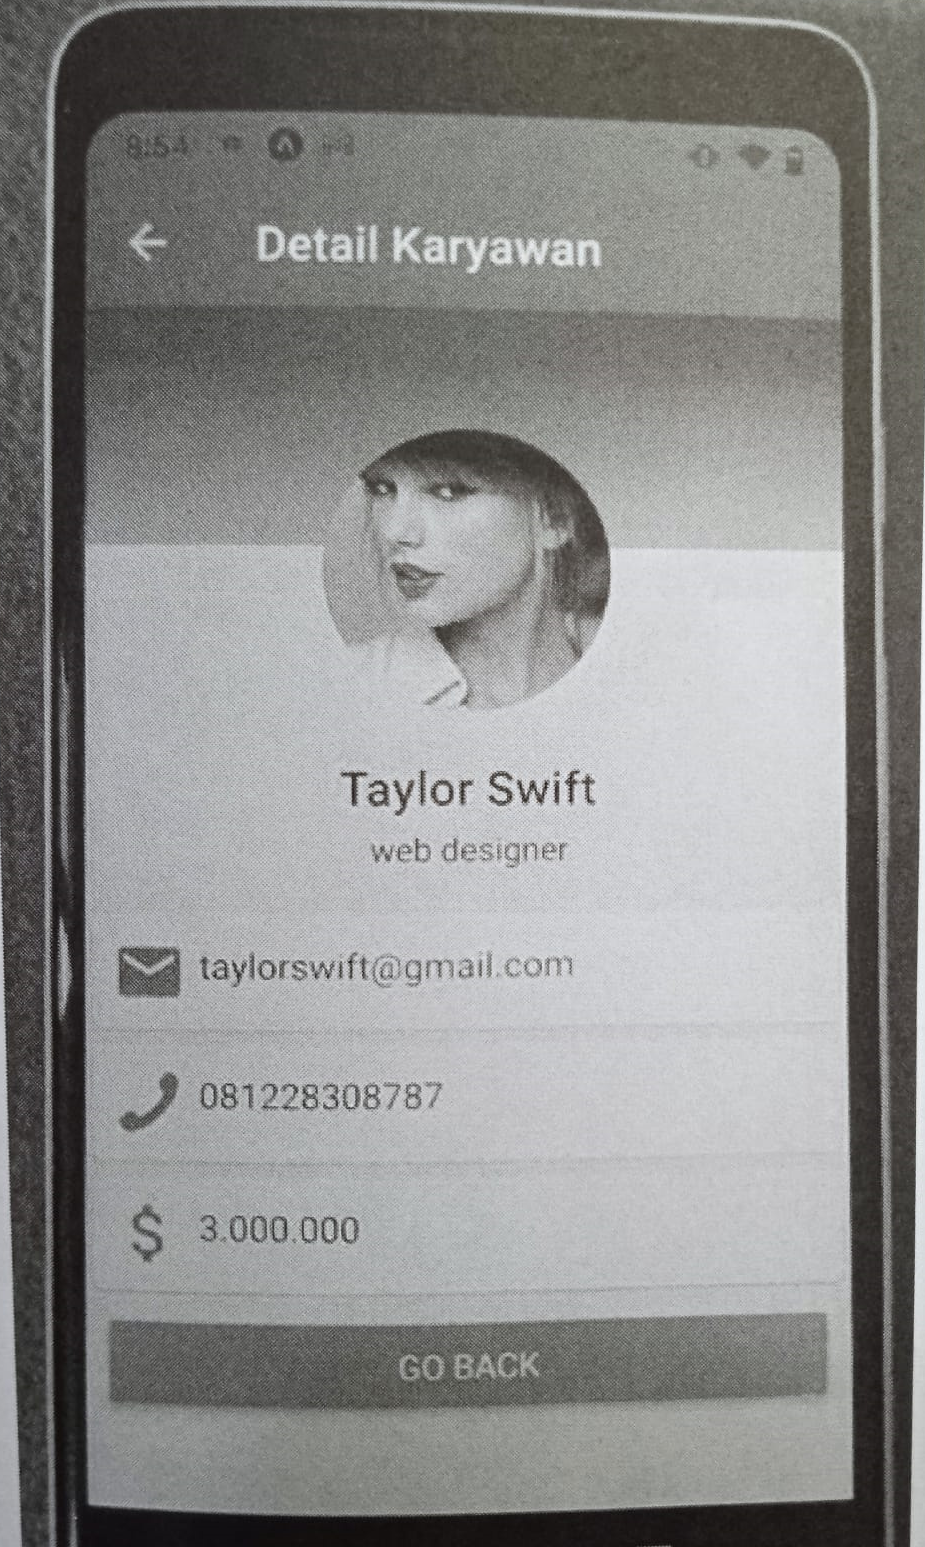 8:54
Detail Karyawan
Taylor Swift
web designer
taylorswift@gmail.com
081228308787
3.000.000
GO BACK